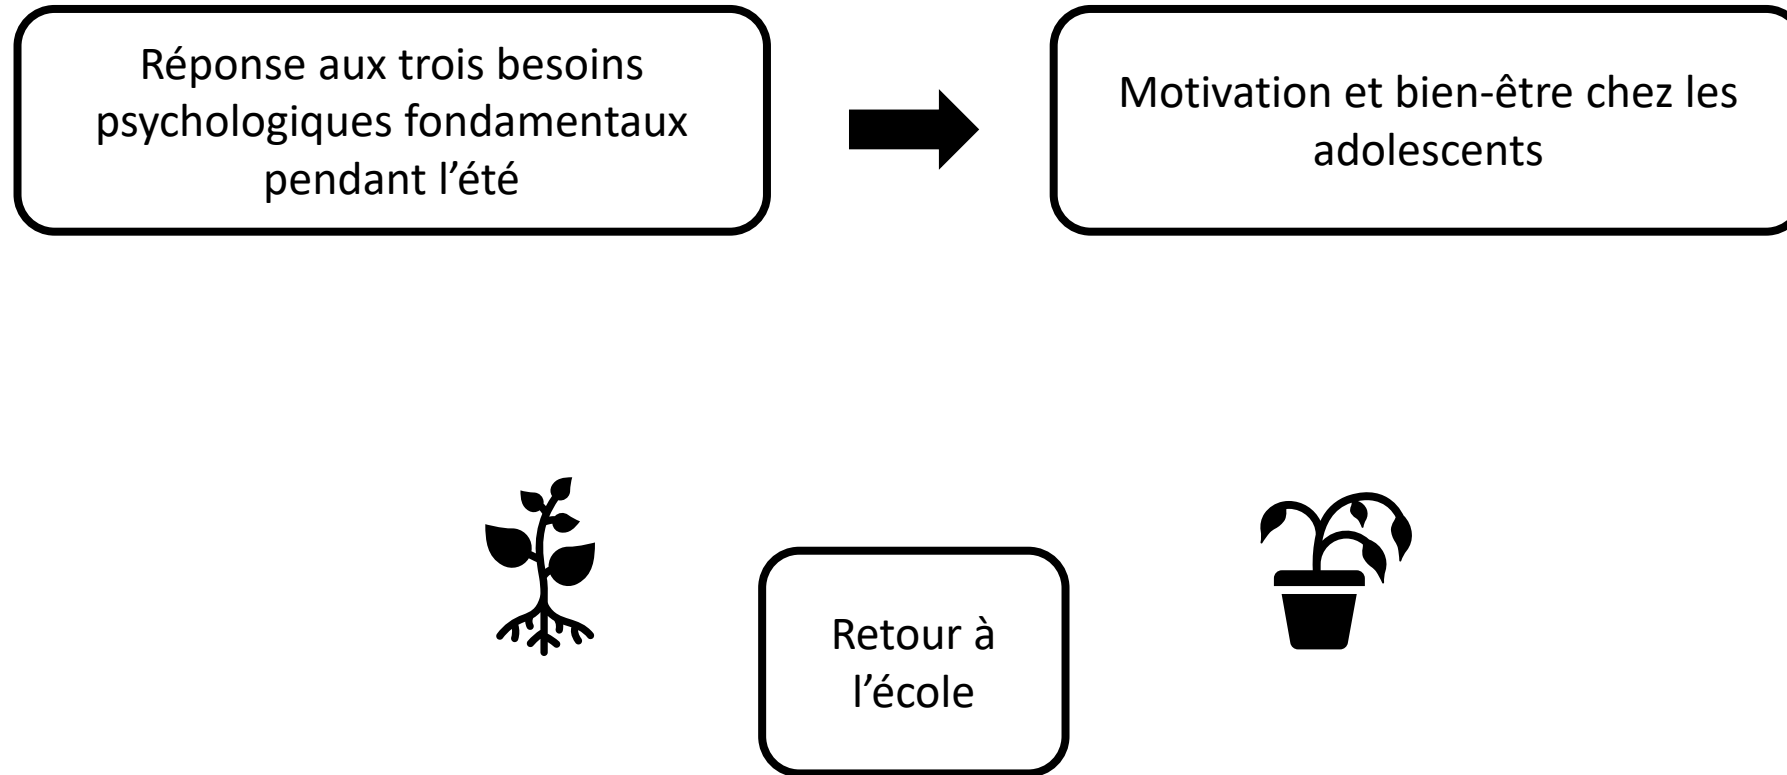 Réponse aux trois besoins
psychologiques fondamentaux
pendant l’été
Motivation et bien-être chez les
adolescents
Retour à
l’école